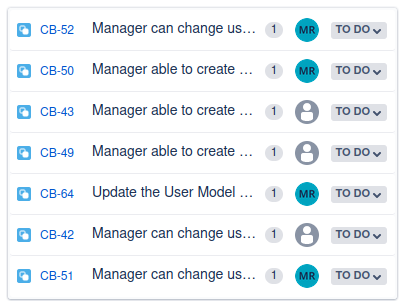 CB-52 Manager can change us... 1 MR TO DO
CB-50 Manager able to create ... 1 MR TO DO
CB-43 Manager able to create ... 1 TO DO
CB-49 Manager able to create ... 1 TO DO
CB-64 Update the User Model ... 1 MR TO DO
CB-42 Manager can change us... 1 TO DO
CB-51 Manager can change us... 1 MR TO DO